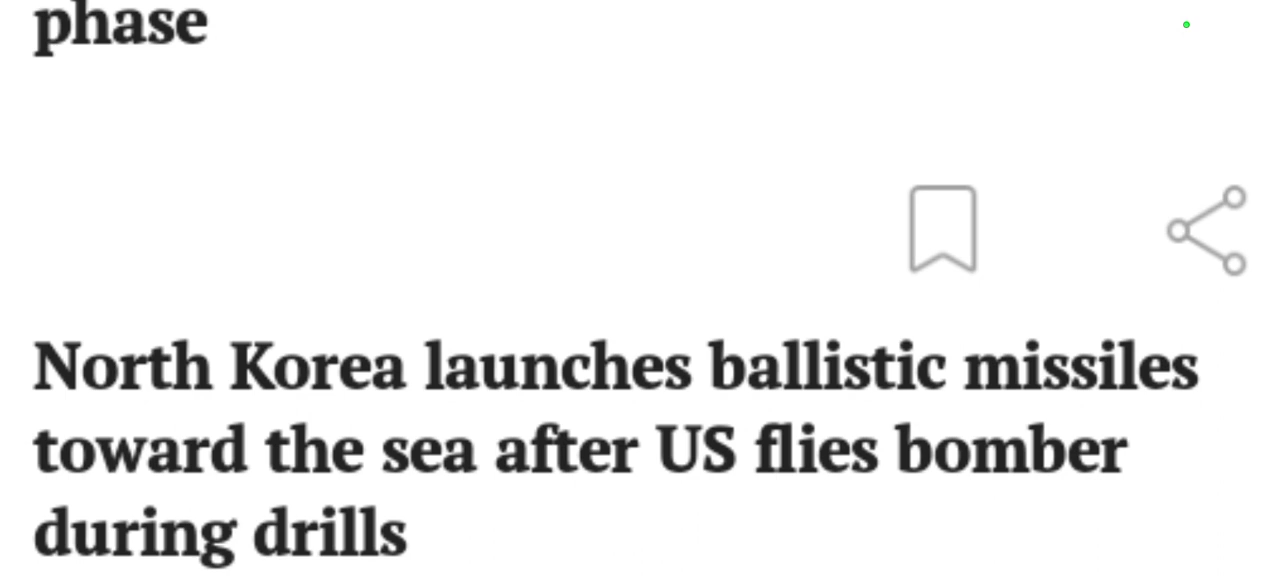 phase
North Korea launches ballistic missiles
toward the sea after US flies bomber
during drills